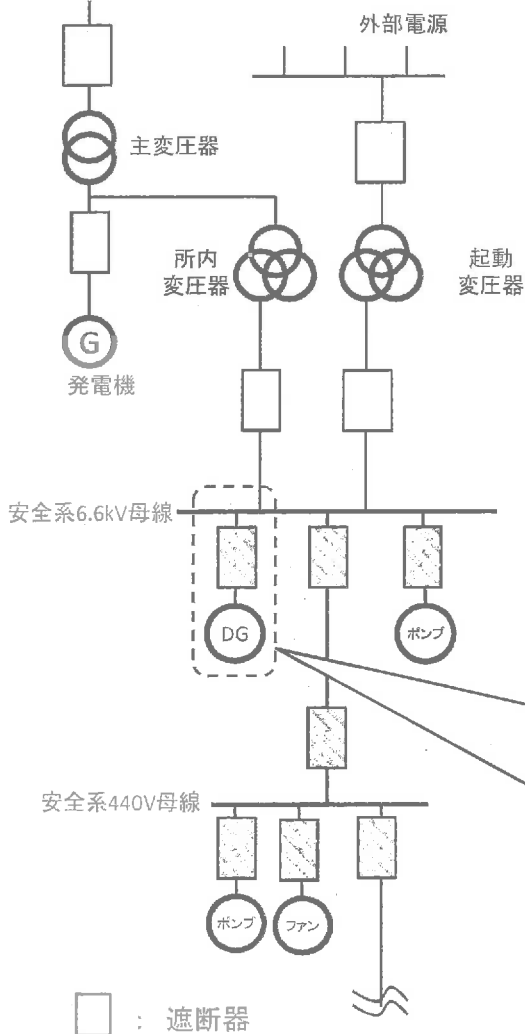 外部電源
主変圧器
所内
変圧器
起動
変圧器
G
発電機
安全系6.6kV母線
DG
ポンプ
安全系440V母線
ポンプ
ファン
: 遮断器